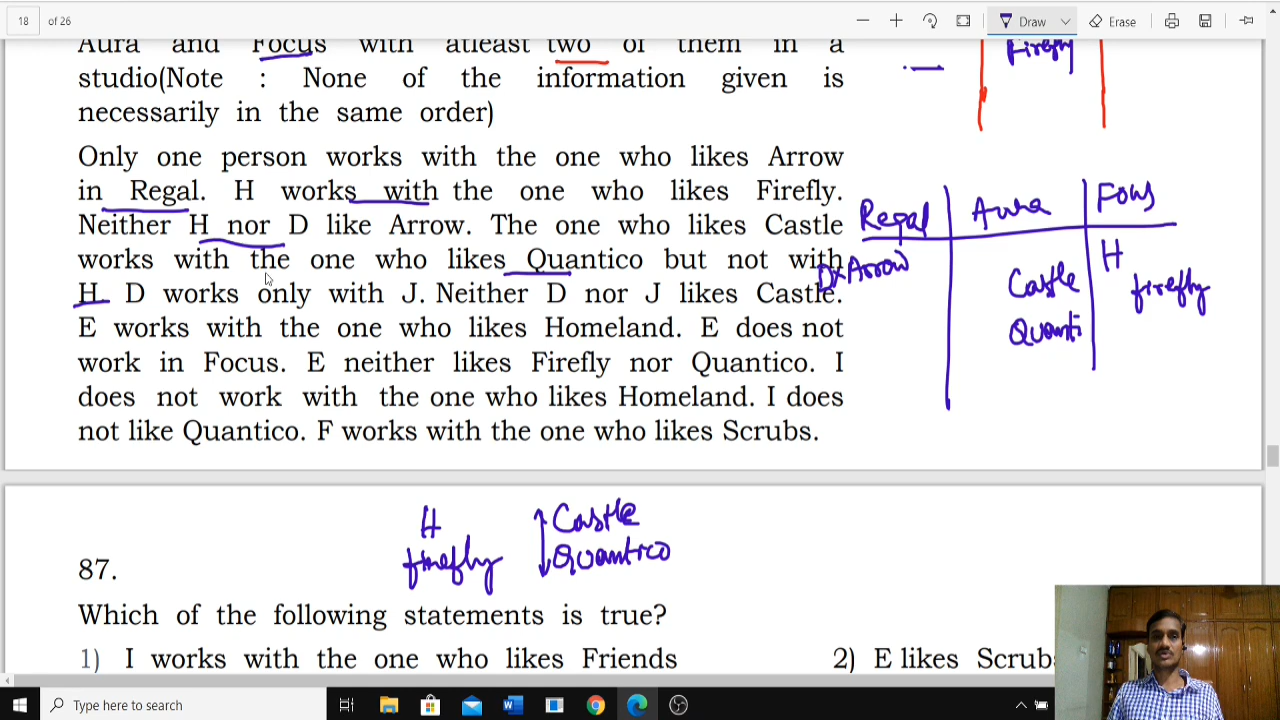 18 of 26
Draw
Erase
Aura and Focus with atleast two of them in a
studio(Note : None of the information given is
necessarily in the same order)
Firefly
Only one person works with the one who likes Arrow
in Regal. H works with the one who likes Firefly.
Neither H nor D like Arrow. The one who likes Castle
works with the one who likes Quantico but not with
H. D works only with J. Neither D nor J likes Castle.
E works with the one who likes Homeland. E does not
work in Focus. E neither likes Firefly nor Quantico. I
does not work with the one who likes Homeland. I does
not like Quantico. F works with the one who likes Scrubs.
Regal Aura
D× Arrow
H
Castle firefly
Quanti
H Castle
firefly Quantico
87.
Which of the following statements is true?
1) I works with the one who likes Friends
2) E likes Scrubs
Type here to search